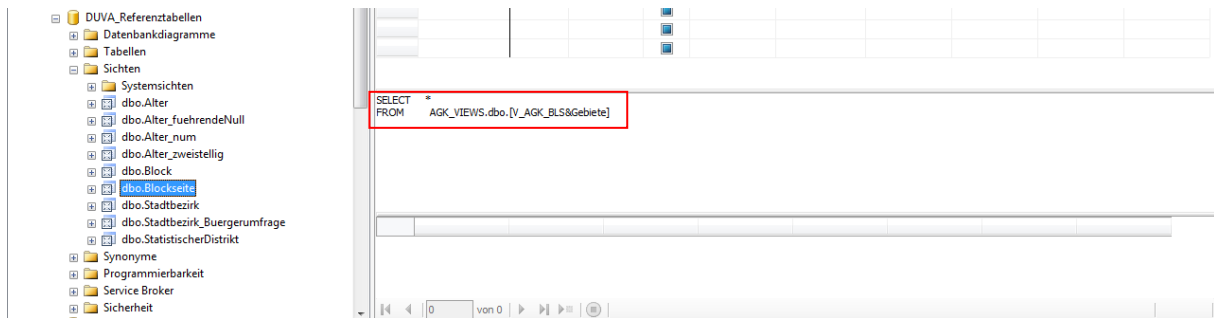 DUVA_Referenztabellen
Datenbankdiagramme
Tabellen
Sichten
Systemsichten
dbo.Alter
dbo.Alter_fuehrendeNull
dbo.Alter_num
dbo.Alter_zweistellig
dbo.Block
dbo.Blockseite
dbo.Stadtbezirk
dbo.Stadtbezirk_Buergerumfrage
dbo.StatistischerDistrikt
Synonyme
Programmierbarkeit
Service Broker
Sicherheit
SELECT *
FROM AGK_VIEWS.dbo.[V_AGK_BLS&Gebiete]
0 von 0